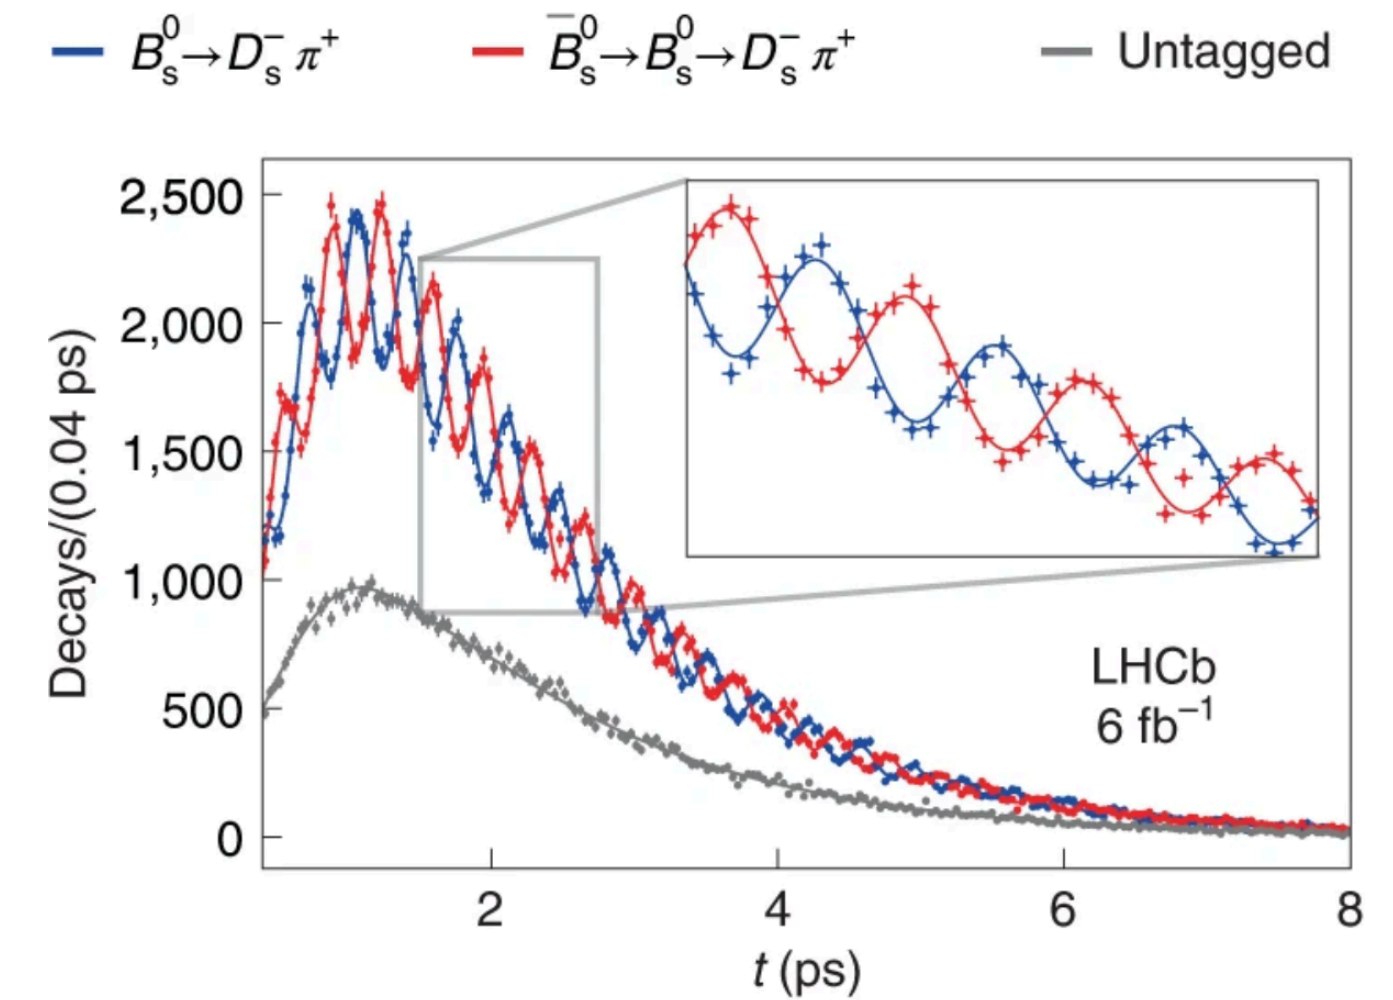 B⁰ₛ→D⁻ₛ π⁺
B̅⁰ₛ→B⁰ₛ→D⁻ₛ π⁺
Untagged
Decays/(0.04 ps)
2,500
2,000
1,500
1,000
500
0
LHCb
6 fb⁻¹
2
4
6
8
t (ps)